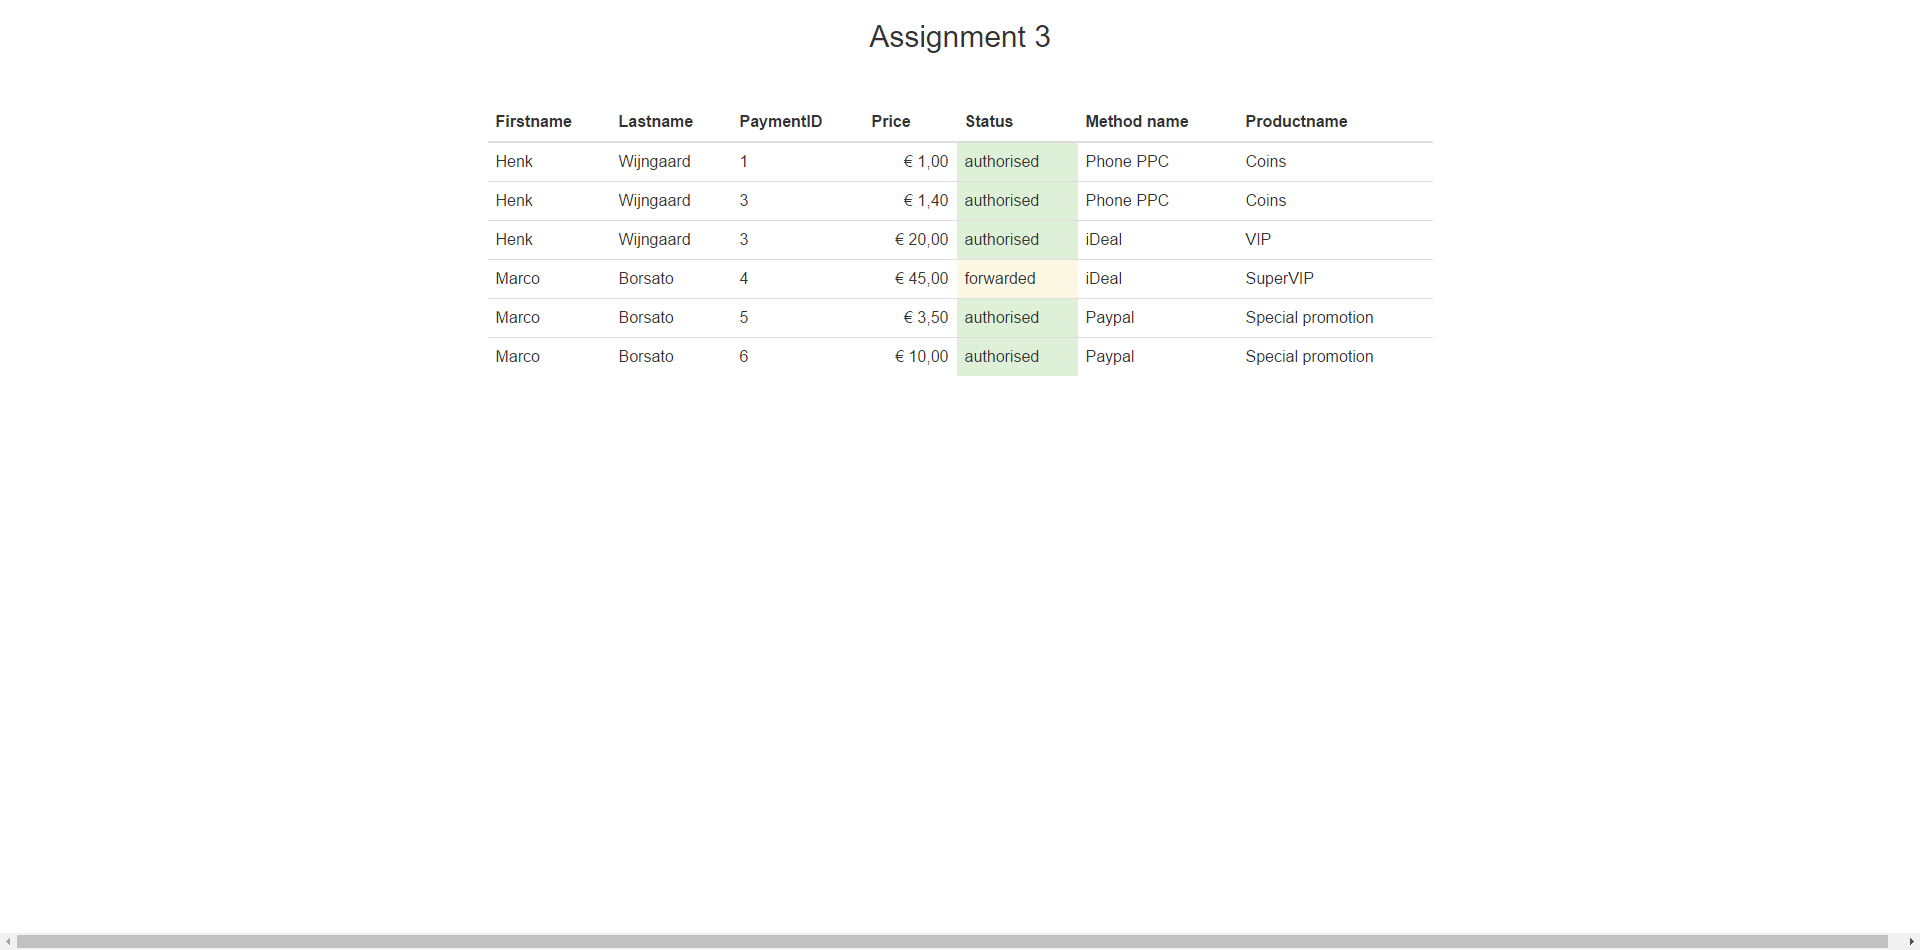 Assignment 3
Firstname Lastname PaymentID Price Status Method name Productname
Henk Wijngaard 1 € 1,00 authorised Phone PPC Coins
Henk Wijngaard 3 € 1,40 authorised Phone PPC Coins
Henk Wijngaard 3 € 20,00 authorised iDeal VIP
Marco Borsato 4 € 45,00 forwarded iDeal SuperVIP
Marco Borsato 5 € 3,50 authorised Paypal Special promotion
Marco Borsato 6 € 10,00 authorised Paypal Special promotion